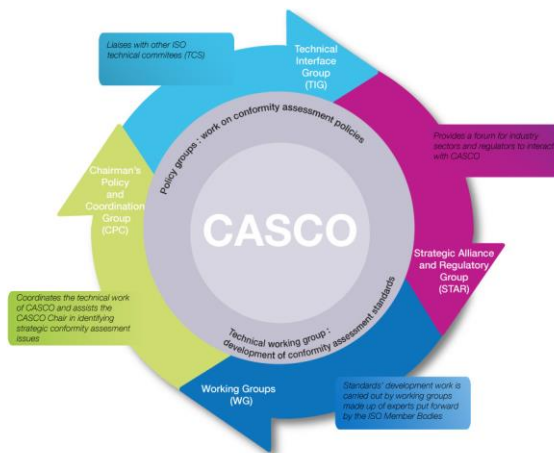 Liaises with other ISO
technical commitees (TCS)
Technical
Interface
Group
(TIG)
Policy groups : work on conformity assessment policies
Provides a forum for industry
sectors and regulators to interact
with CASCO
Chairman's
Policy
and
Coordination
Group
(CPC)
CASCO
Strategic Alliance
and Regulatory
Group
(STAR)
Coordinates the technical work
of CASCO and assists the
CASCO Chair in identifying
strategic conformity assesment
issues
Technical working group :
development of conformity assessment standards
Working Groups
(WG)
Standards' development work is
carried out by working groups
made up of experts put forward
by the ISO Member Bodies